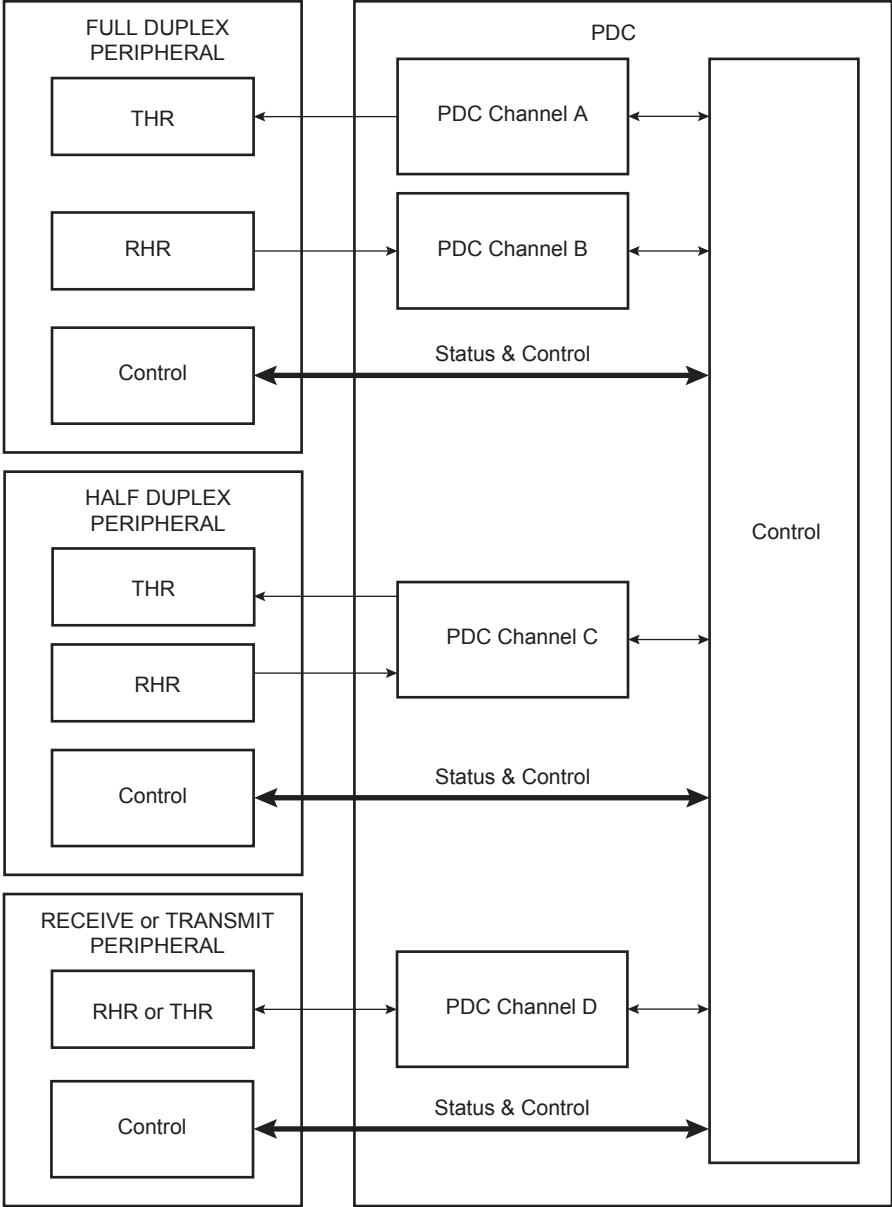 FULL DUPLEX
PERIPHERAL
PDC
THR
PDC Channel A
RHR
PDC Channel B
Control
Status & Control
HALF DUPLEX
PERIPHERAL
Control
THR
PDC Channel C
RHR
Control
Status & Control
RECEIVE or TRANSMIT
PERIPHERAL
RHR or THR
PDC Channel D
Control
Status & Control